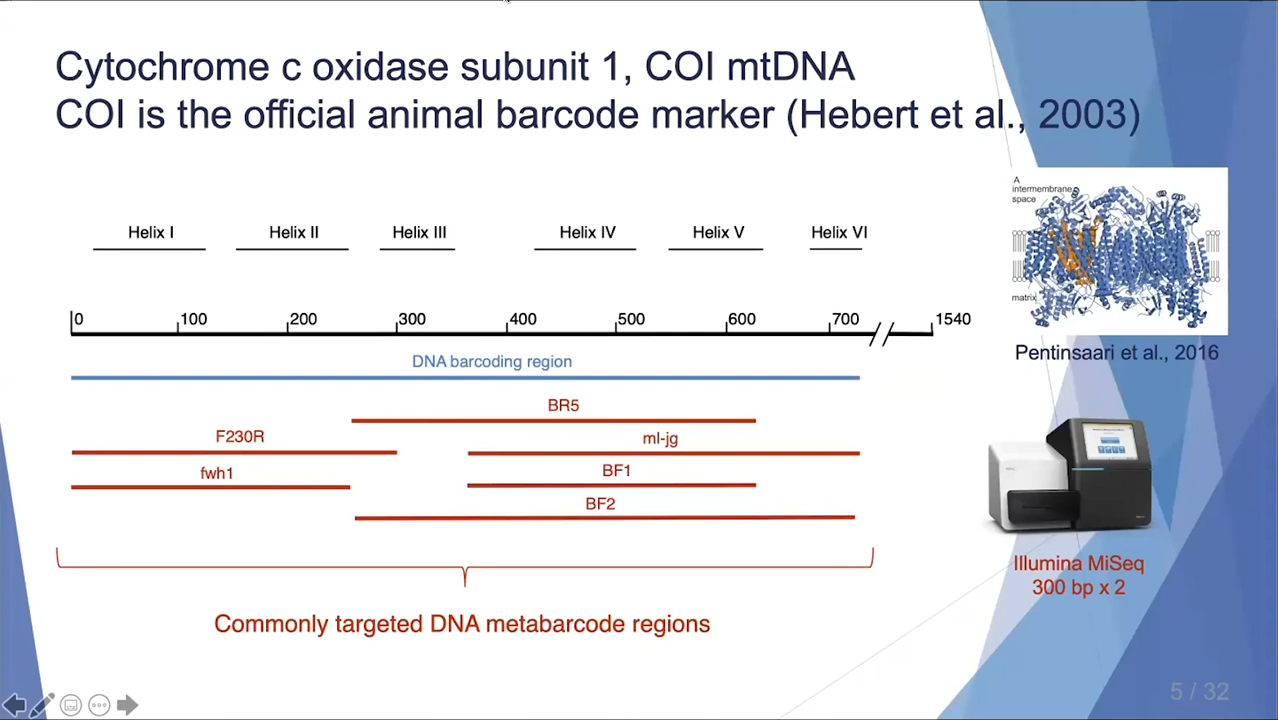 Cytochrome c oxidase subunit 1, COI mtDNA
COI is the official animal barcode marker (Hebert et al., 2003)
A
intermembrane
space
matrix
Pentinsaari et al., 2016
Helix I Helix II Helix III Helix IV Helix V Helix VI
0 100 200 300 400 500 600 700 1540
DNA barcoding region
BR5
F230R
ml-jg
fwh1
BF1
BF2
Commonly targeted DNA metabarcode regions
Illumina MiSeq
300 bp x 2
5 / 32